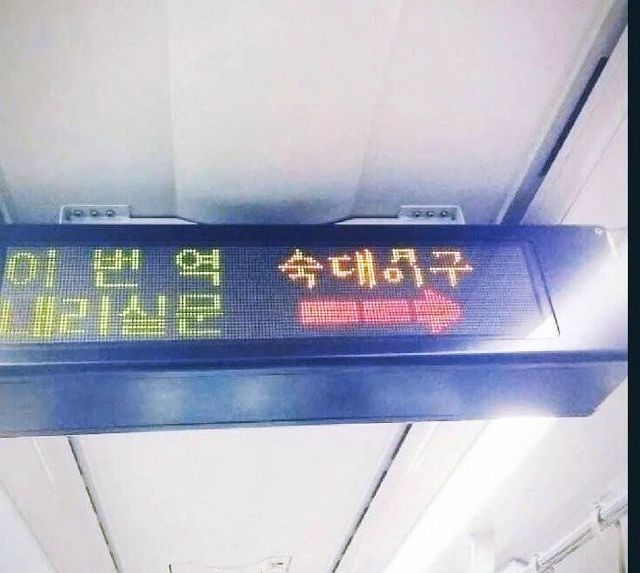 이 번 역 숙대입구
내리실문